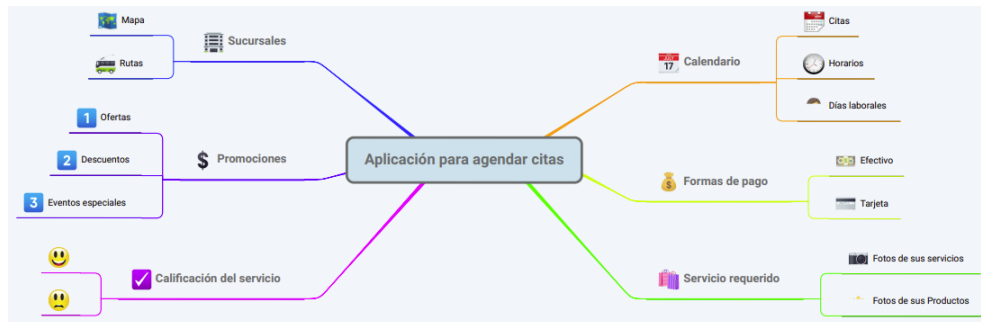 Mapa
Rutas
Sucursales
Ofertas
Descuentos
Eventos especiales
Promociones
Calificación del servicio
Aplicación para agendar citas
Calendario
Citas
Horarios
Días laborales
Formas de pago
Efectivo
Tarjeta
Servicio requerido
Fotos de sus servicios
Fotos de sus Productos
1
2
3
17
$